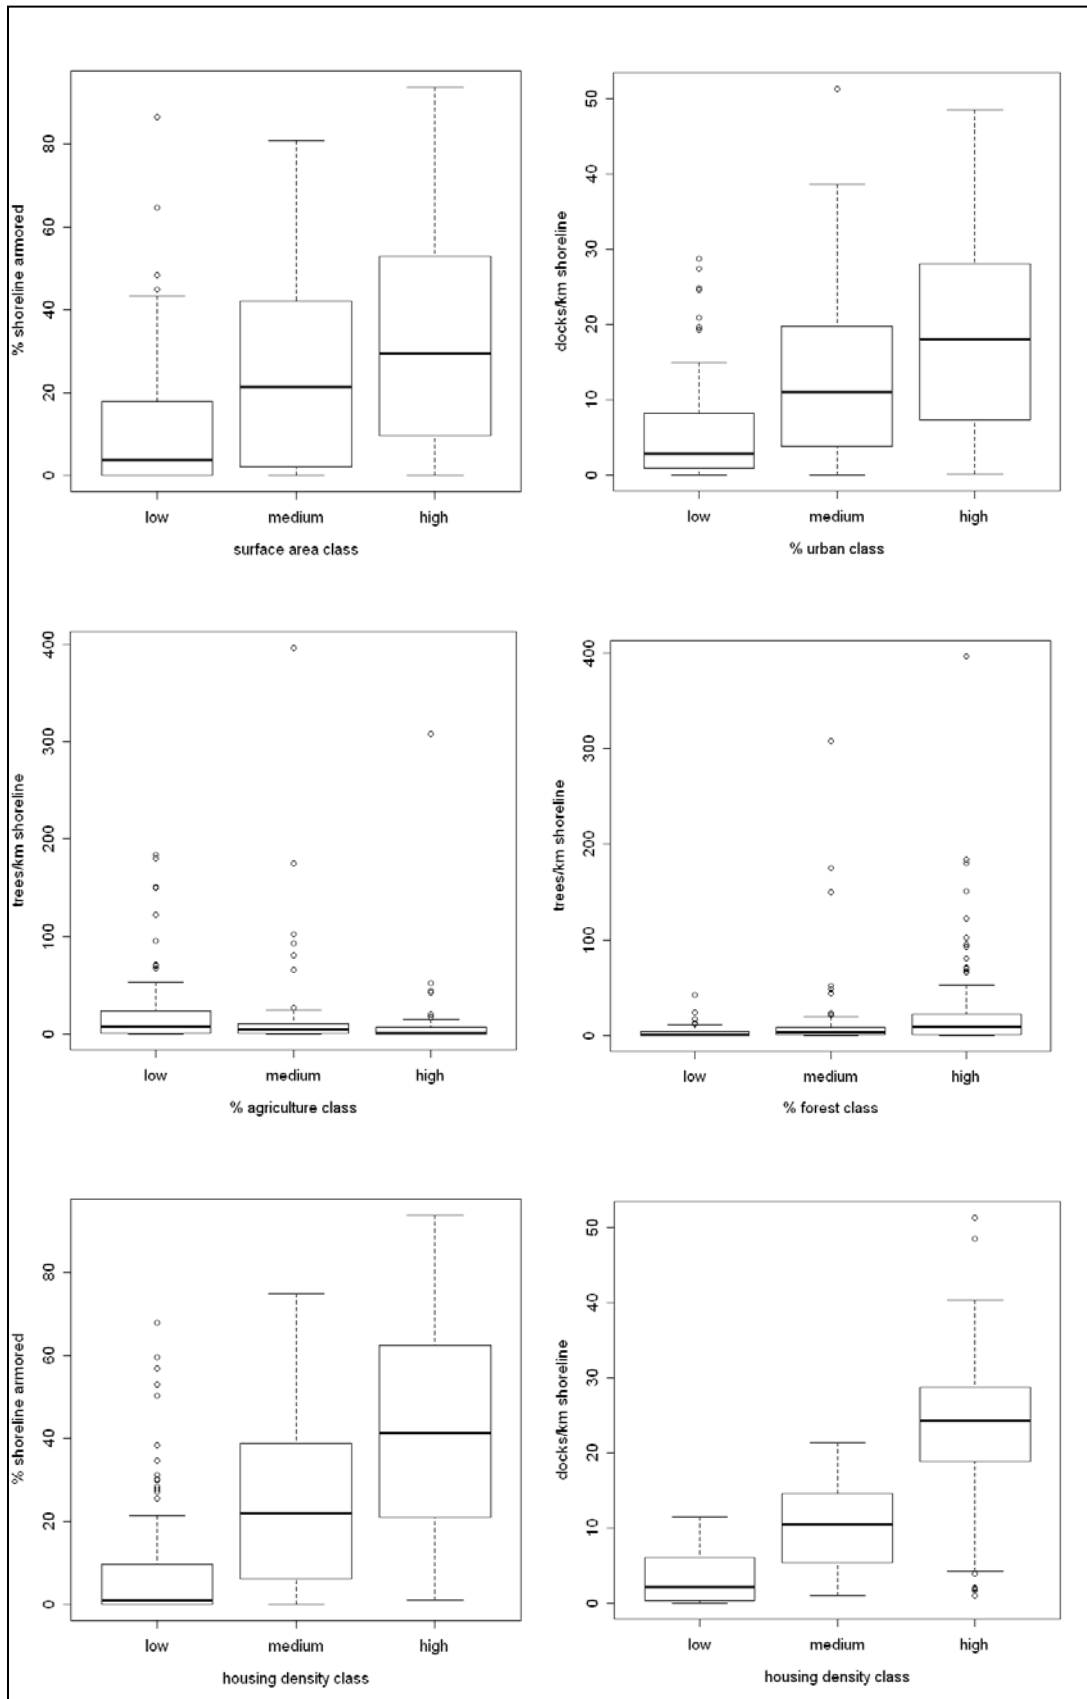 % shoreline armored
80
60
40
20
0
low medium high
surface area class
docks/km shoreline
50
40
30
20
10
0
low medium high
% urban class
trees/km shoreline
400
300
200
100
0
low medium high
% agriculture class
trees/km shoreline
400
300
200
100
0
low medium high
% forest class
% shoreline armored
80
60
40
20
0
low medium high
housing density class
docks/km shoreline
50
40
30
20
10
0
low medium high
housing density class